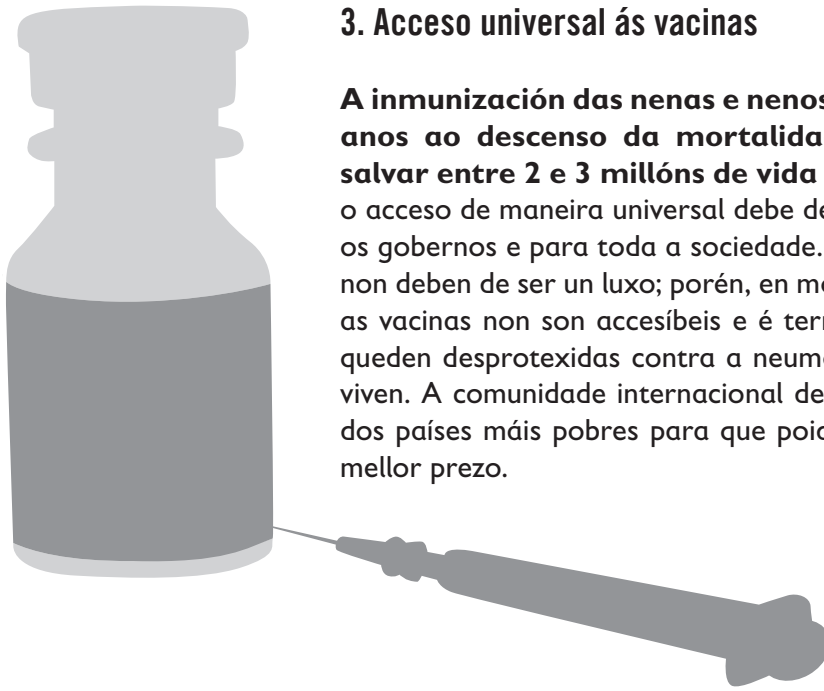 3. Acceso universal ás vacinas
A inmunización das nenas e nenos
anos ao descenso da mortalida
salvar entre 2 e 3 millóns de vida
o acceso de maneira universal debe de
os gobernos e para toda a sociedade.
non deben de ser un luxo; porén, en
as vacinas non son accesíbeis e é
queden desprotexidas contra a
viven. A comunidade internacional de
dos países máis pobres para que
mellor prezo.